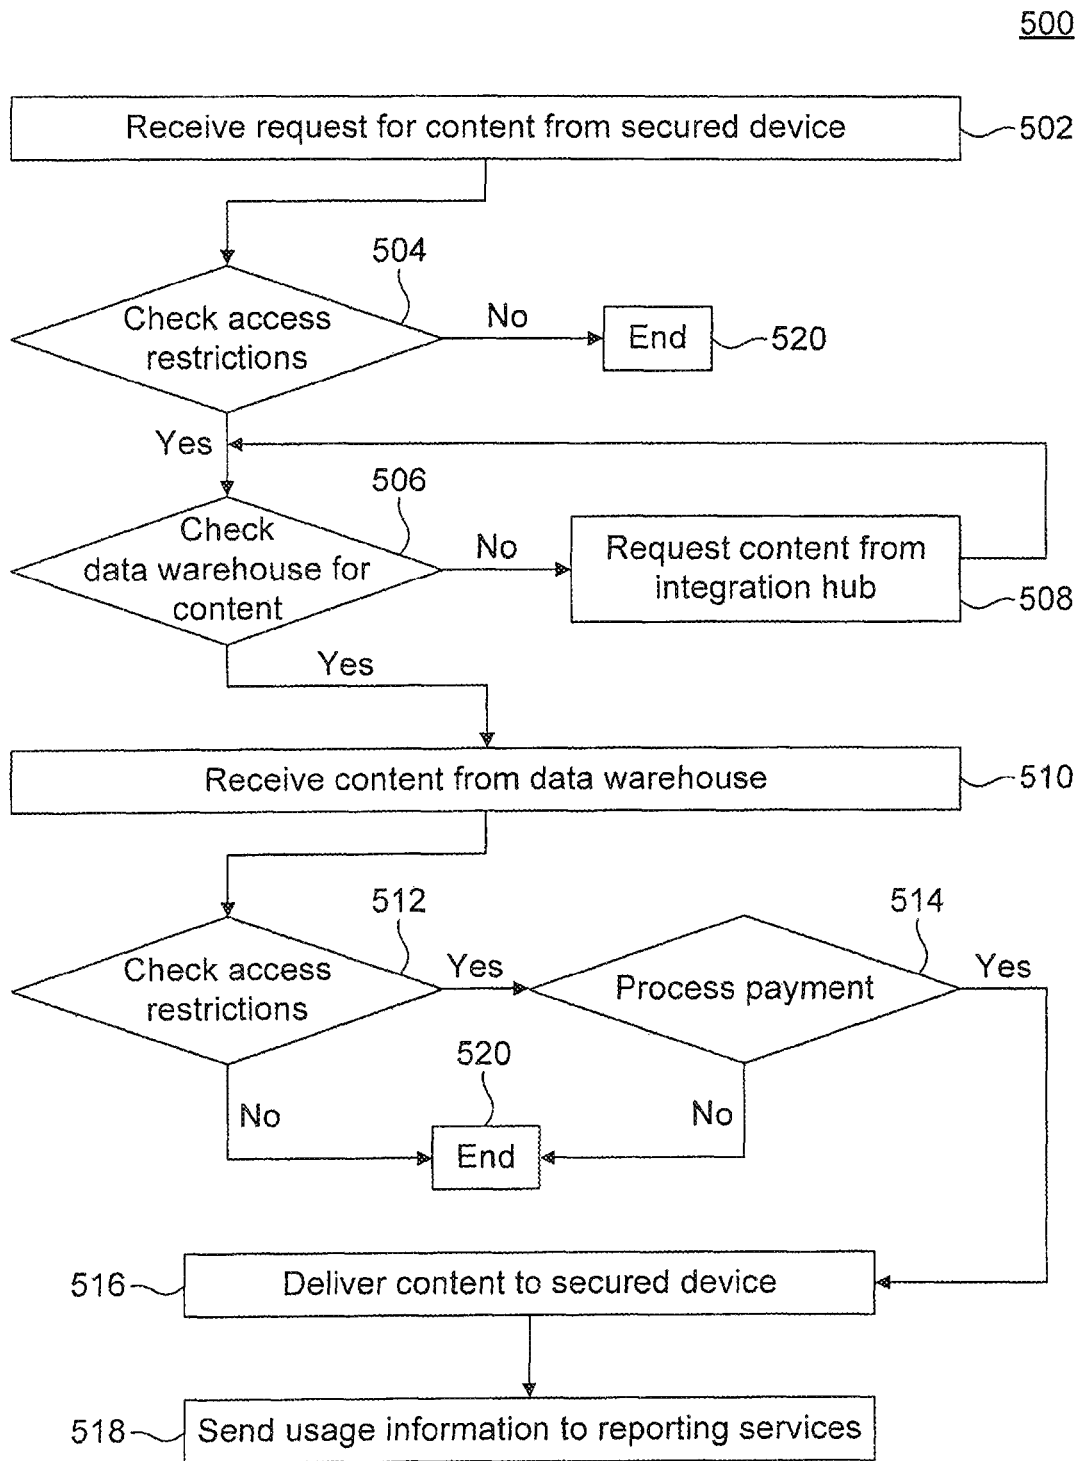 500
Receive request for content from secured device
502
504
Check access
restrictions
No
End
520
Yes
506
Check
data warehouse for
content
No
Request content from
integration hub
508
Yes
Receive content from data warehouse
510
512
Check access
restrictions
Yes
514
Process payment
Yes
520
No
End
No
516
Deliver content to secured device
518
Send usage information to reporting services